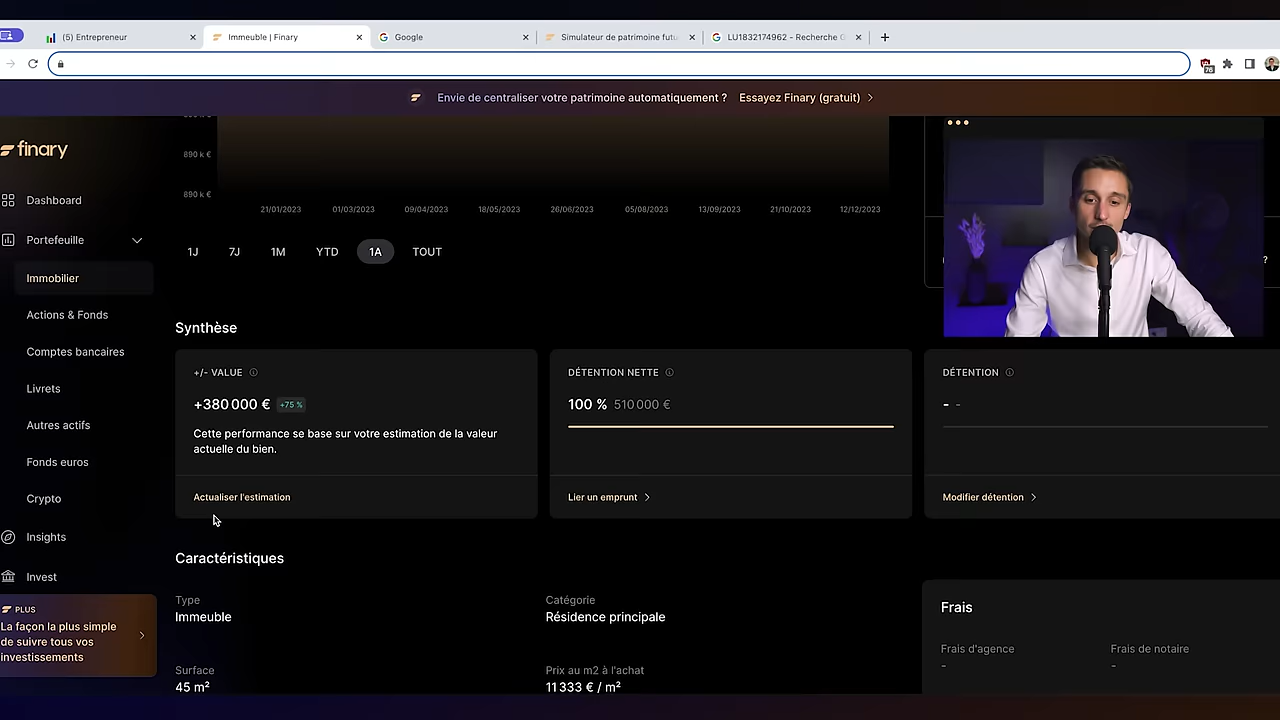 (5) Entrepreneur
Immeuble | Finary
Google
Simulateur de patrimoine futu
LU1832174962 - Recherche G
76
Envie de centraliser votre patrimoine automatiquement ? Essayez Finary (gratuit)
finary
Dashboard
Portefeuille
Immobilier
Actions & Fonds
Comptes bancaires
Livrets
Autres actifs
Fonds euros
Crypto
Insights
Invest
PLUS
La façon la plus simple
de suivre tous vos
investissements
890 k €
890 k €
21/01/2023 01/03/2023 09/04/2023 18/05/2023 26/06/2023 05/08/2023 13/09/2023 21/10/2023 12/12/2023
1J 7J 1M YTD 1A TOUT
?
Synthèse
+/- VALUE
+380 000 € +75 %
Cette performance se base sur votre estimation de la valeur
actuelle du bien.
Actualiser l'estimation
DÉTENTION NETTE
100 % 510 000 €
Lier un emprunt
DÉTENTION
- -
Modifier détention
Caractéristiques
Type
Immeuble
Catégorie
Résidence principale
Surface
45 m²
Prix au m2 à l'achat
11 333 € / m²
Frais
Frais d'agence
-
Frais de notaire
-